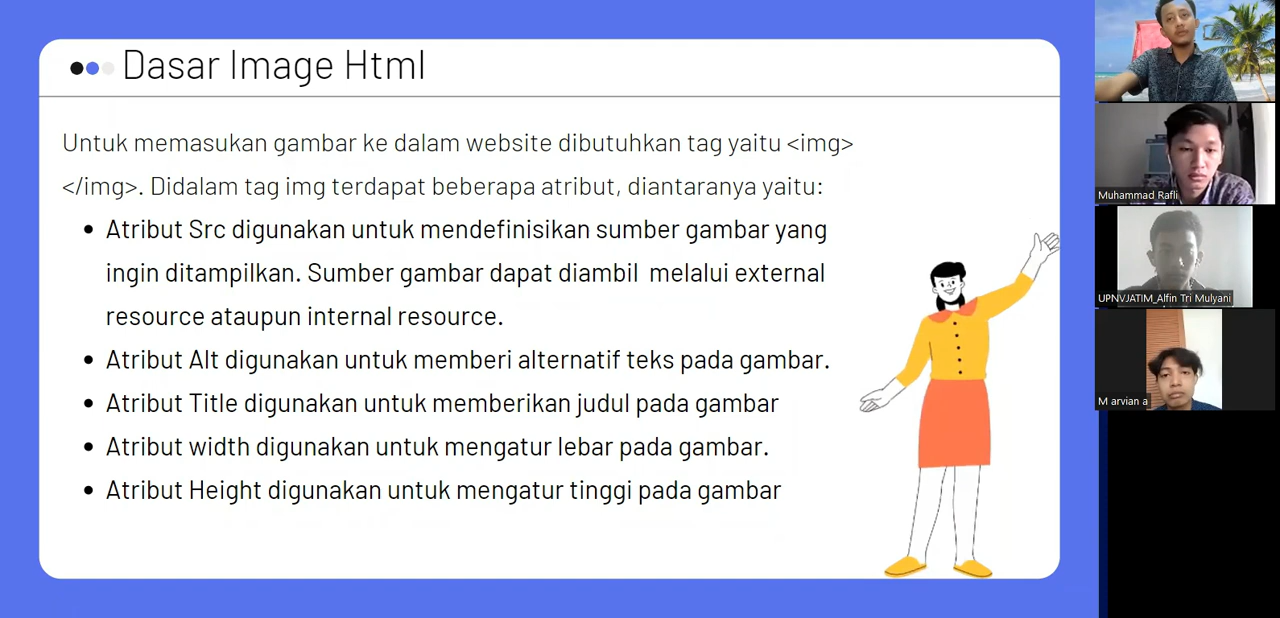 Dasar Image Html
Untuk memasukan gambar ke dalam website dibutuhkan tag yaitu <img>
</img>. Didalam tag img terdapat beberapa atribut, diantaranya yaitu:
• Atribut Src digunakan untuk mendefinisikan sumber gambar yang
ingin ditampilkan. Sumber gambar dapat diambil melalui external
resource ataupun internal resource.
• Atribut Alt digunakan untuk memberi alternatif teks pada gambar.
• Atribut Title digunakan untuk memberikan judul pada gambar
• Atribut width digunakan untuk mengatur lebar pada gambar.
• Atribut Height digunakan untuk mengatur tinggi pada gambar
Muhammad Rafli
UPNVJATIM_Alfin Tri Mulyani
M arvian a